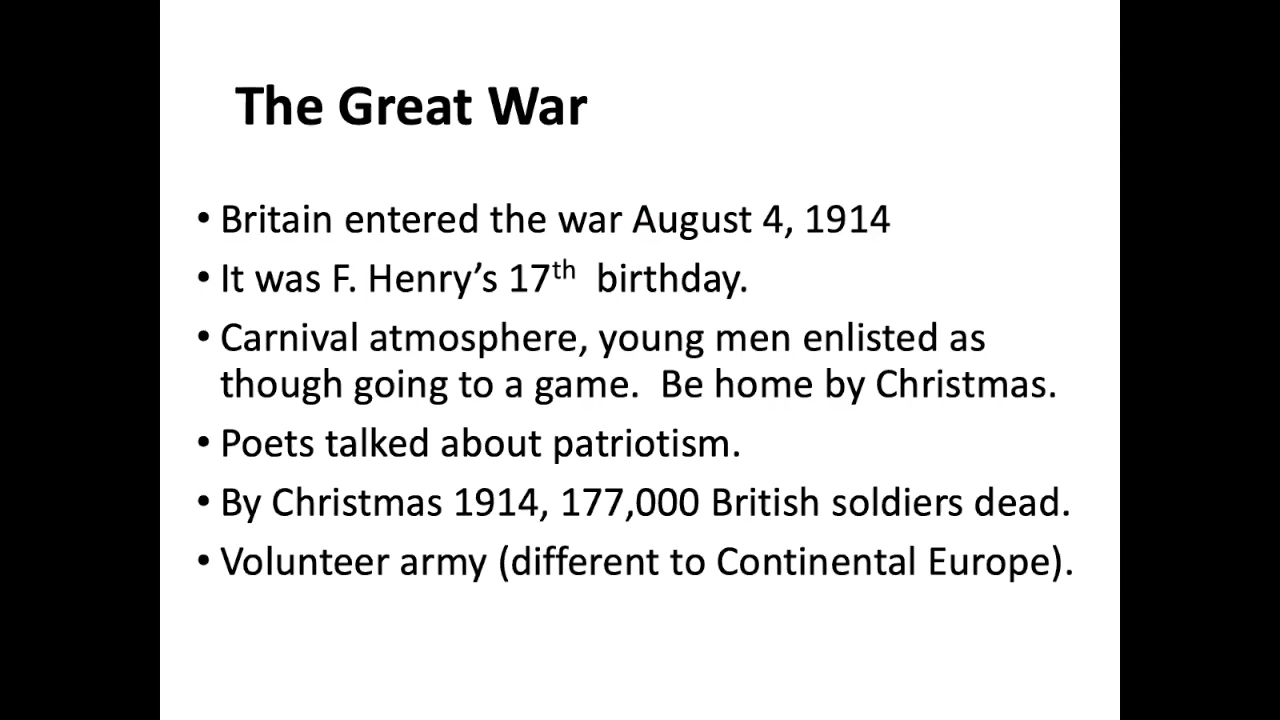 The Great War
• Britain entered the war August 4, 1914
• It was F. Henry’s 17th  birthday.
• Carnival atmosphere, young men enlisted as
though going to a game.  Be home by Christmas.
• Poets talked about patriotism.
• By Christmas 1914, 177,000 British soldiers dead.
• Volunteer army (different to Continental Europe).